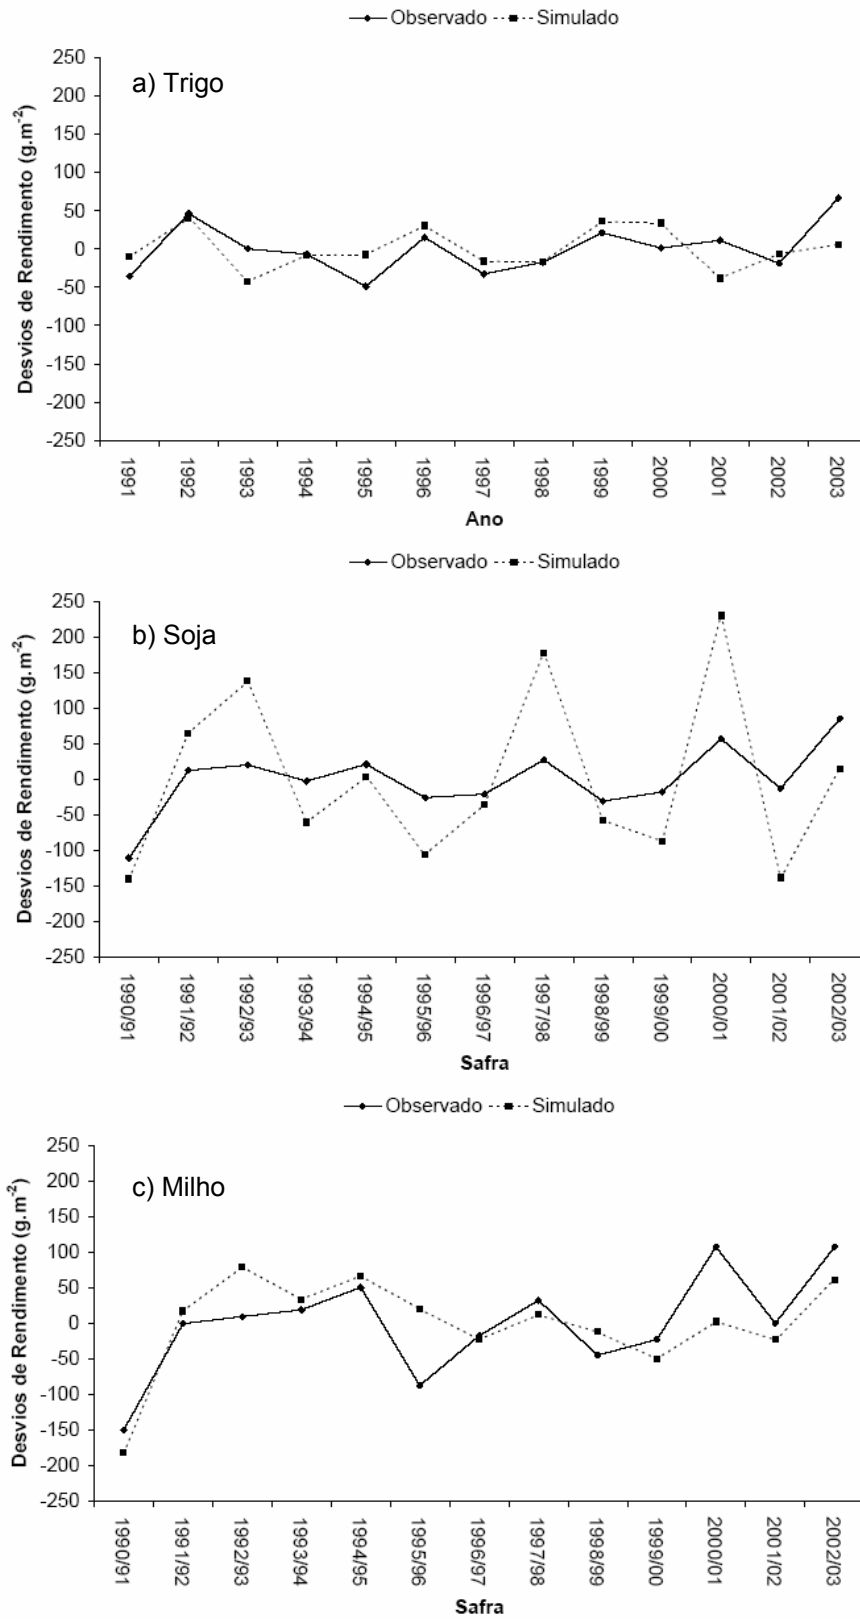 Observado Simulado
a) Trigo
Desvios de Rendimento (g.m-2)
250
200
150
100
50
0
-50
-100
-150
-200
-250
1991 1992 1993 1994 1995 1996 1997 1998 1999 2000 2001 2002 2003
Ano
Observado Simulado
b) Soja
Desvios de Rendimento (g.m-2)
250
200
150
100
50
0
-50
-100
-150
-200
-250
1990/91 1991/92 1992/93 1993/94 1994/95 1995/96 1996/97 1997/98 1998/99 1999/00 2000/01 2001/02 2002/03
Safra
Observado Simulado
c) Milho
Desvios de Rendimento (g.m-2)
250
200
150
100
50
0
-50
-100
-150
-200
-250
1990/91 1991/92 1992/93 1993/94 1994/95 1995/96 1996/97 1997/98 1998/99 1999/00 2000/01 2001/02 2002/03
Safra